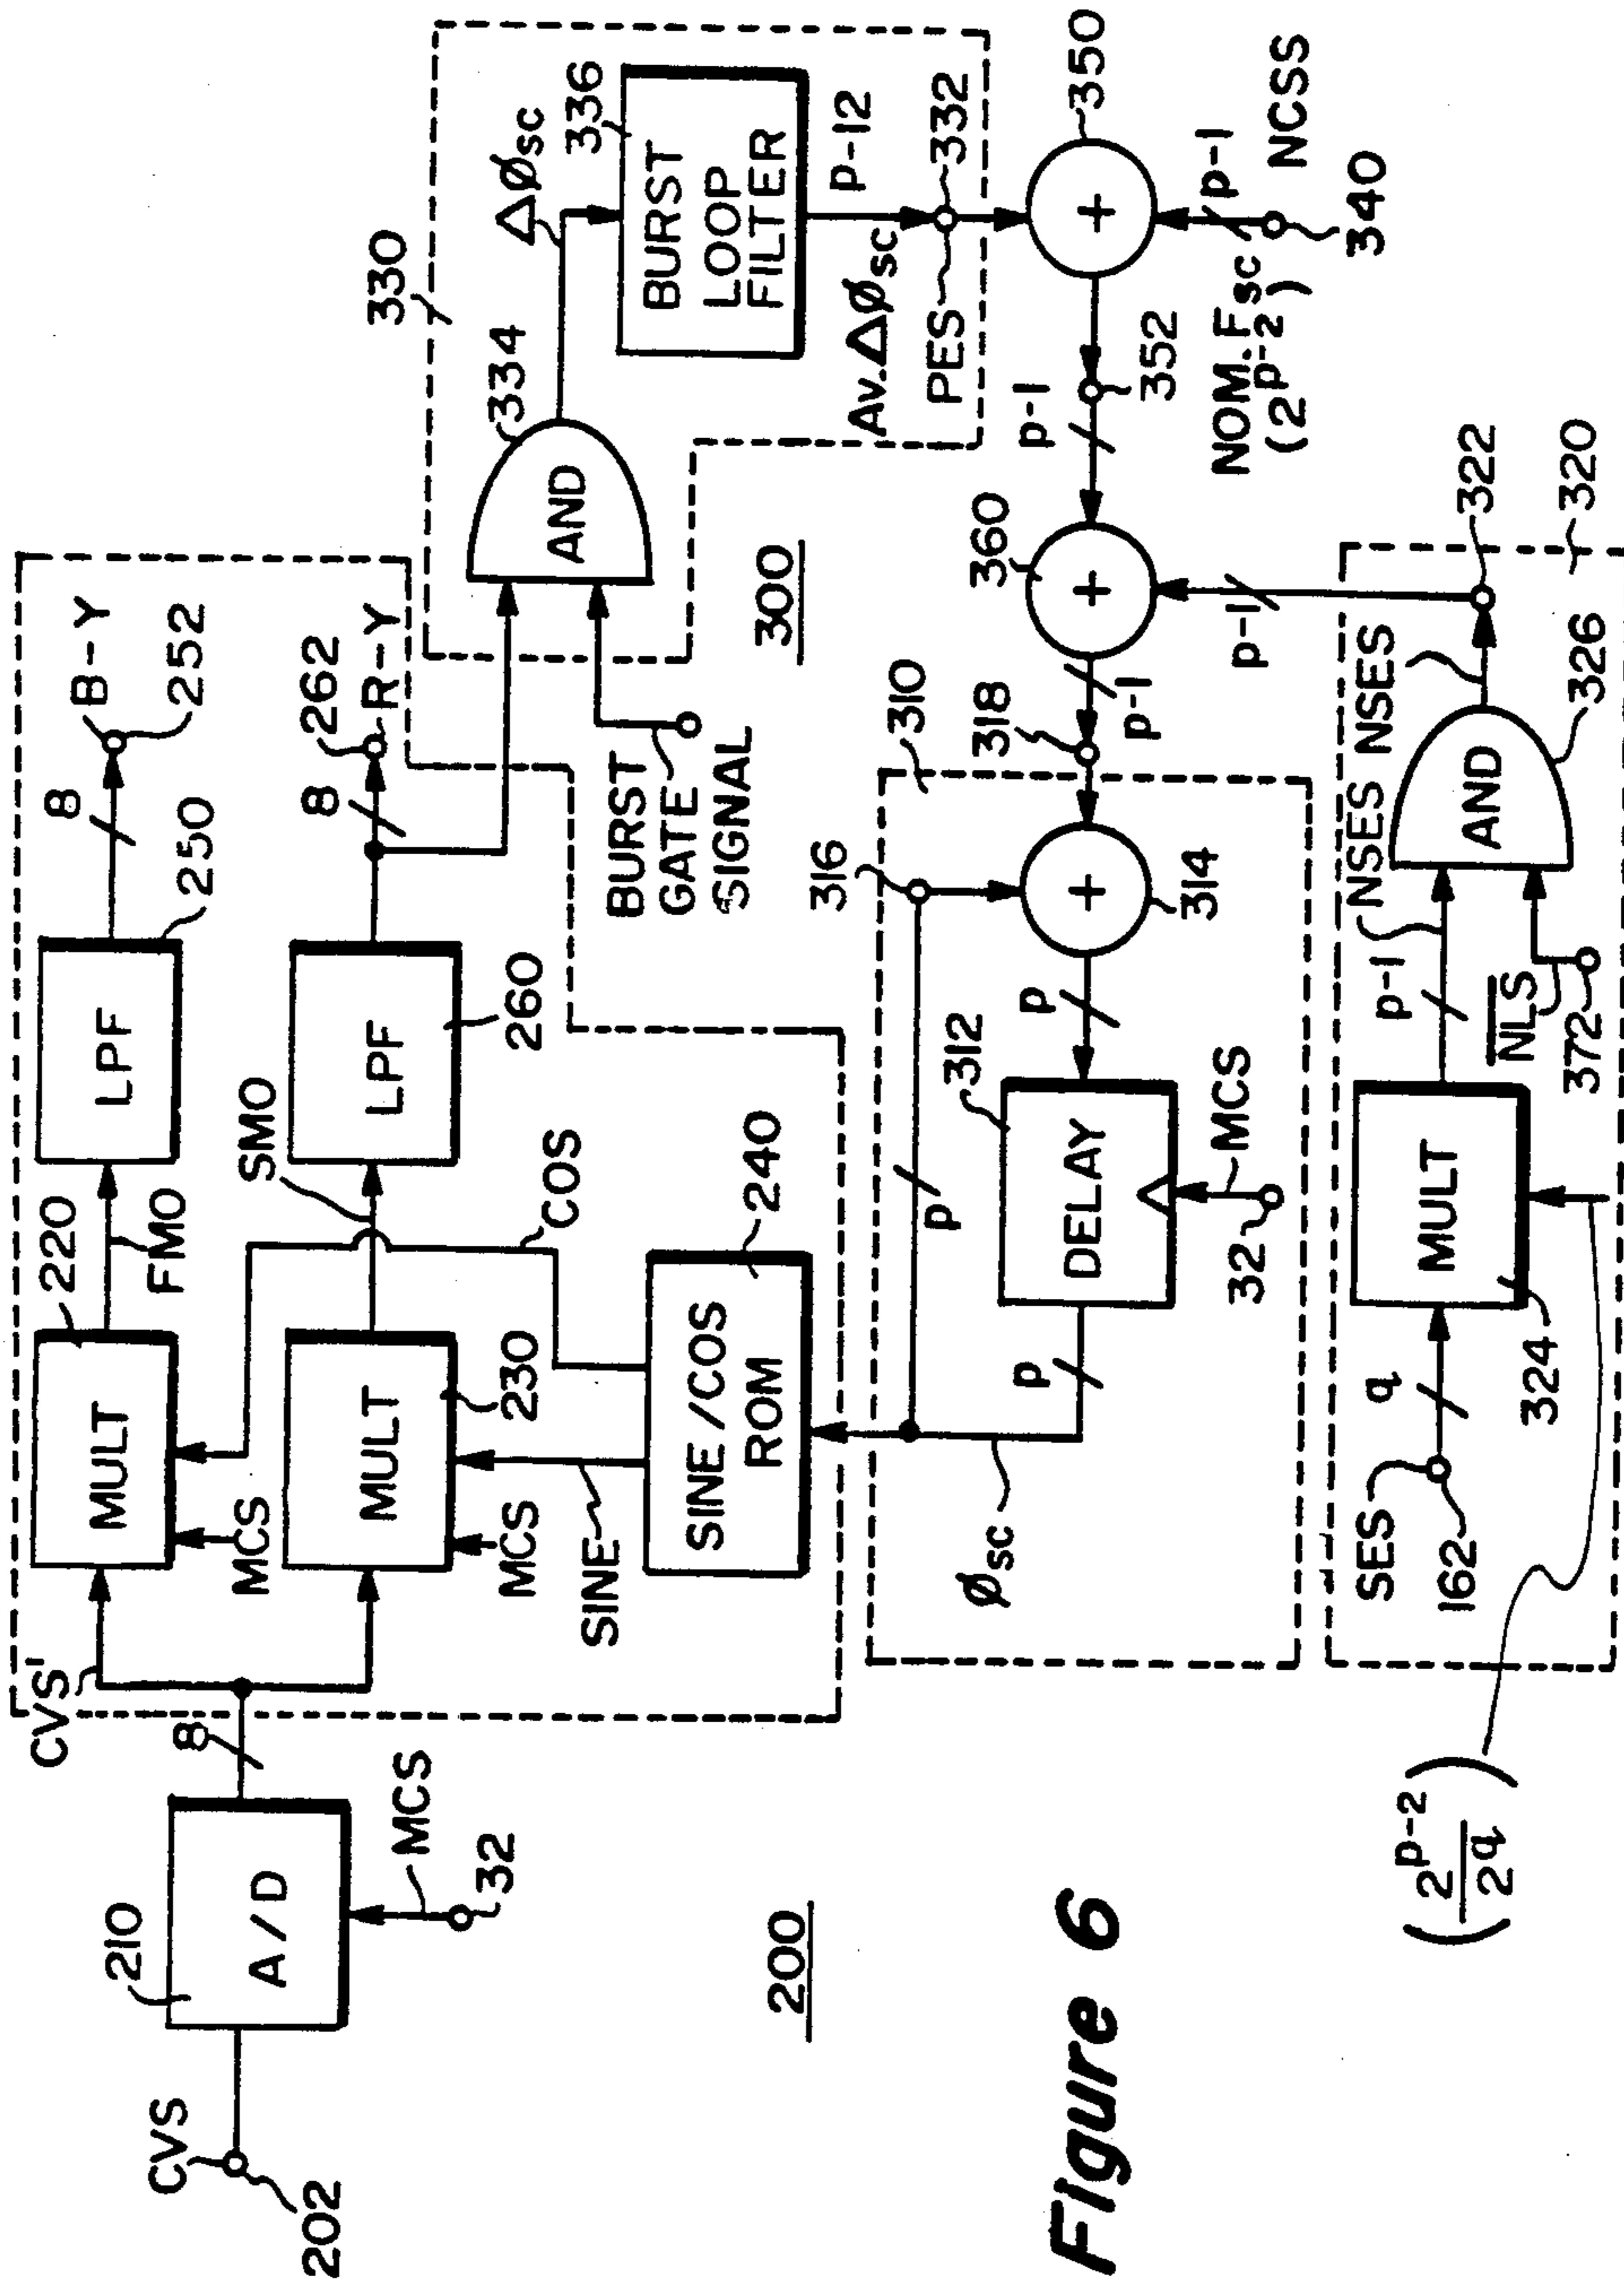 CVS
202
210
A/D
MCS
32
8
CVS'
200
MULT
220
MCS
FMO
LPF
250
8
B-Y
252
MULT
230
MCS
SMO
LPF
260
8
262
R-Y
SINE
COS
SINE/COS
ROM
240
BURST
GATE
SIGNAL
300
330
334
AND
ΔØsc
336
BURST
LOOP
FILTER
p-12
Av.ΔØsc
PES
332
350
+
p-1
NCSS
340
NOM. Fsc
(2^p-2)
352
p-1
360
+
p-1
318
p-1
310
316
+
314
p
p
312
DELAY
MCS
32
p
Øsc
SES
162
q
MULT
324
p-1
NSES
NSES
NLS
372
AND
326
322
320
(2^p-2/2^q)
Figure 6